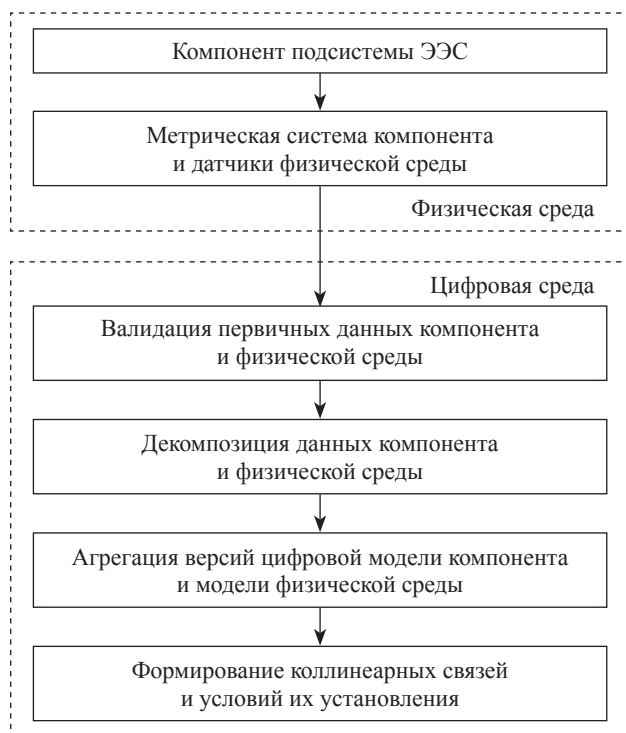 Компонент подсистемы ЭЭС
Метрическая система компонента
и датчики физической среды
Физическая среда
Цифровая среда
Валидация первичных данных компонента
и физической среды
Декомпозиция данных компонента
и физической среды
Агрегация версий цифровой модели компонента
и модели физической среды
Формирование коллинеарных связей
и условий их установления